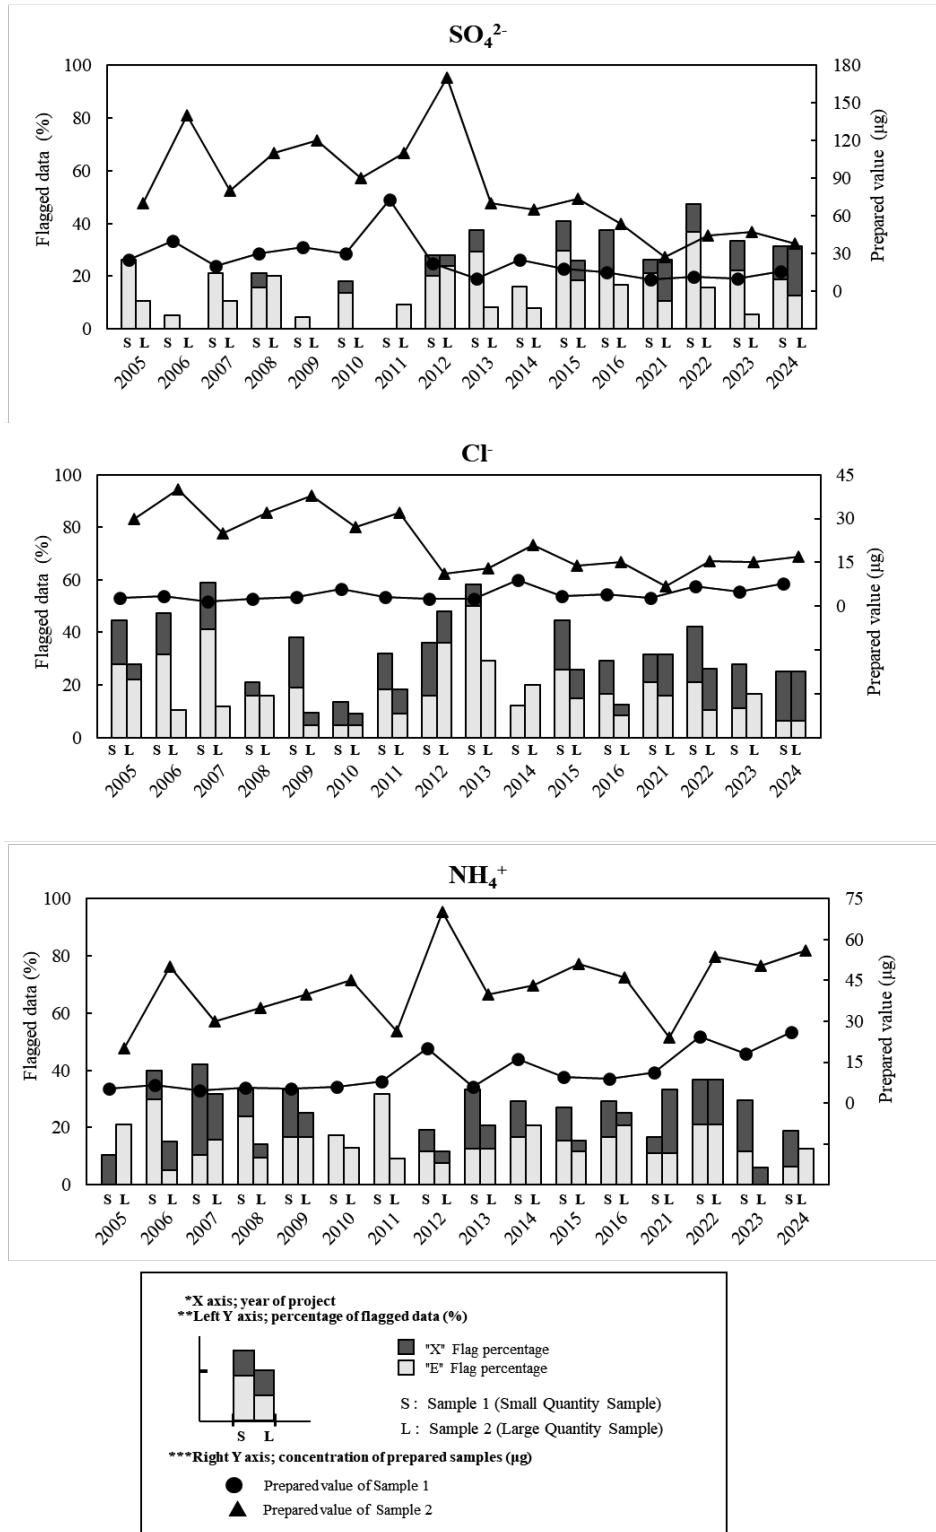 SO₄²⁻
100 180
80 150
120
60 90
40 60
30
20 0
0
Flagged data (%)
Prepared value (μg)
S L S L S L S L S L S L S L S L S L S L S L S L S L S L S L S L
2005 2006 2007 2008 2009 2010 2011 2012 2013 2014 2015 2016 2021 2022 2023 2024
Cl⁻
100 45
80 30
60 15
40 0
20
0
Flagged data (%)
Prepared value (μg)
S L S L S L S L S L S L S L S L S L S L S L S L S L S L S L S L
2005 2006 2007 2008 2009 2010 2011 2012 2013 2014 2015 2016 2021 2022 2023 2024
NH₄⁺
100 75
80 60
45
60 30
40 15
20 0
0
Flagged data (%)
Prepared value (μg)
S L S L S L S L S L S L S L S L S L S L S L S L S L S L S L S L
2005 2006 2007 2008 2009 2010 2011 2012 2013 2014 2015 2016 2021 2022 2023 2024
*X axis; year of project
**Left Y axis; percentage of flagged data (%)
"X" Flag percentage
"E" Flag percentage
S : Sample 1 (Small Quantity Sample)
L : Sample 2 (Large Quantity Sample)
S L
***Right Y axis; concentration of prepared samples (μg)
Prepared value of Sample 1
Prepared value of Sample 2